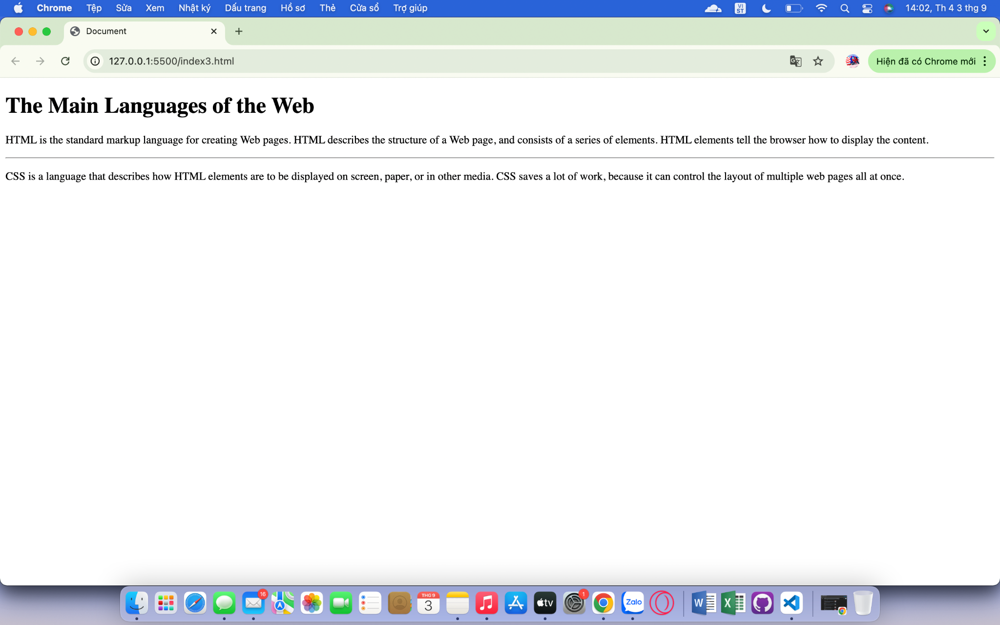 Chrome Tệp Sửa Xem Nhật ký Dấu trang Hồ sơ Thẻ Cửa sổ Trợ giúp VI ST 14:02, Th 4 3 thg 9
Document
127.0.0.1:5500/index3.html Hiện đã có Chrome mới
The Main Languages of the Web
HTML is the standard markup language for creating Web pages. HTML describes the structure of a Web page, and consists of a series of elements. HTML elements tell the browser how to display the content.
CSS is a language that describes how HTML elements are to be displayed on screen, paper, or in other media. CSS saves a lot of work, because it can control the layout of multiple web pages all at once.
16 THG 9 3 tv 1 Zalo W X